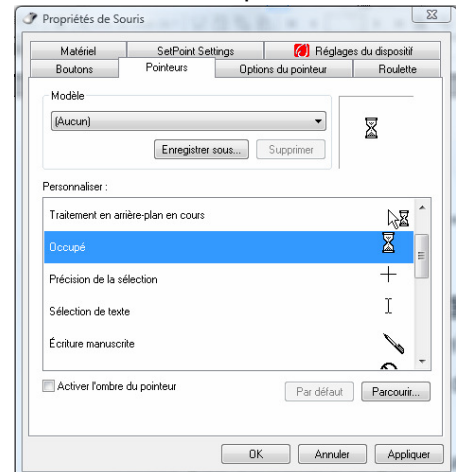 Propriétés de Souris
Matériel SetPoint Settings Réglages du dispositif
Boutons Pointeurs Options du pointeur Roulette
Modèle
(Aucun)
Enregistrer sous... Supprimer
Personnaliser :
Traitement en arrière-plan en cours
Occupé
Précision de la sélection
Sélection de texte
Écriture manuscrite
Activer l'ombre du pointeur Par défaut Parcourir...
OK Annuler Appliquer